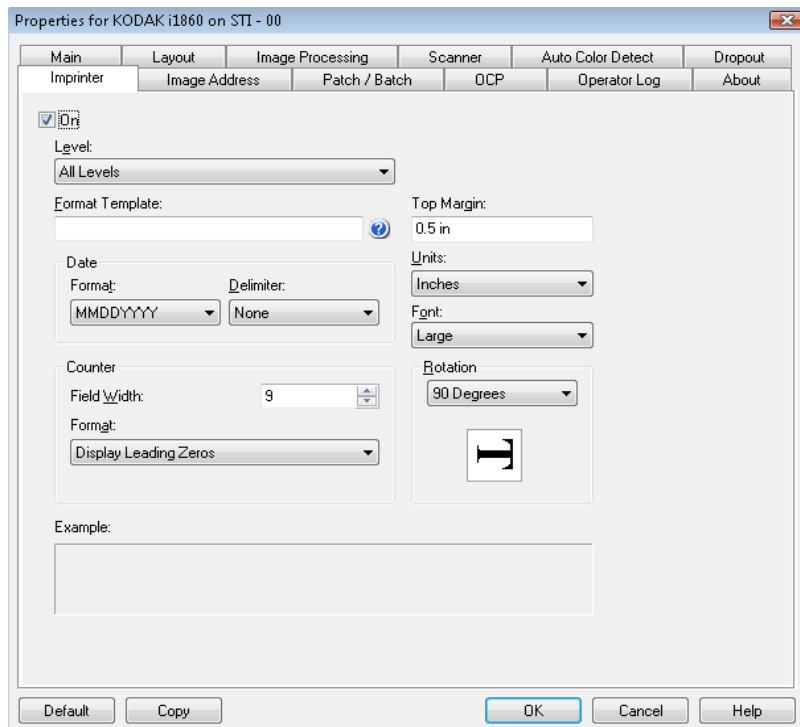 Properties for KODAK i1860 on STI - 00
Main Layout Image Processing Scanner Auto Color Detect Dropout
Imprinter Image Address Patch / Batch OCP Operator Log About
On
Level:
All Levels
Format Template:
Top Margin:
0.5 in
Date
Format: Delimiter:
MMDDYYYY None
Units:
Inches
Font:
Large
Counter
Field Width: 9
Format:
Display Leading Zeros
Rotation
90 Degrees
T
Example:
Default Copy OK Cancel Help